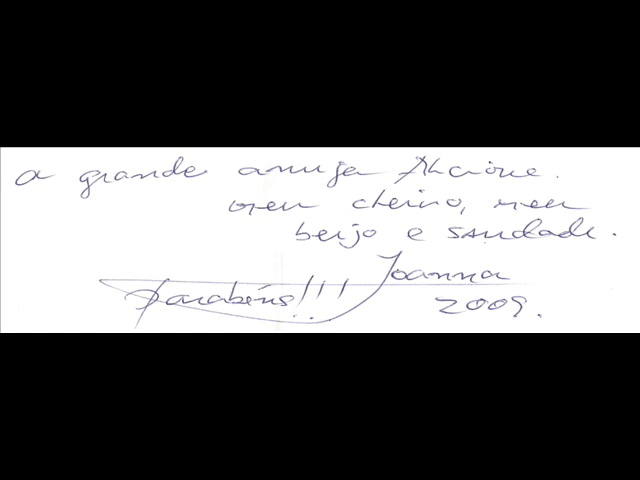 a grande amiga Alcione.
meu cheiro, meu
beijo e saudade.
Joanna
Parabéns!!! 2009.